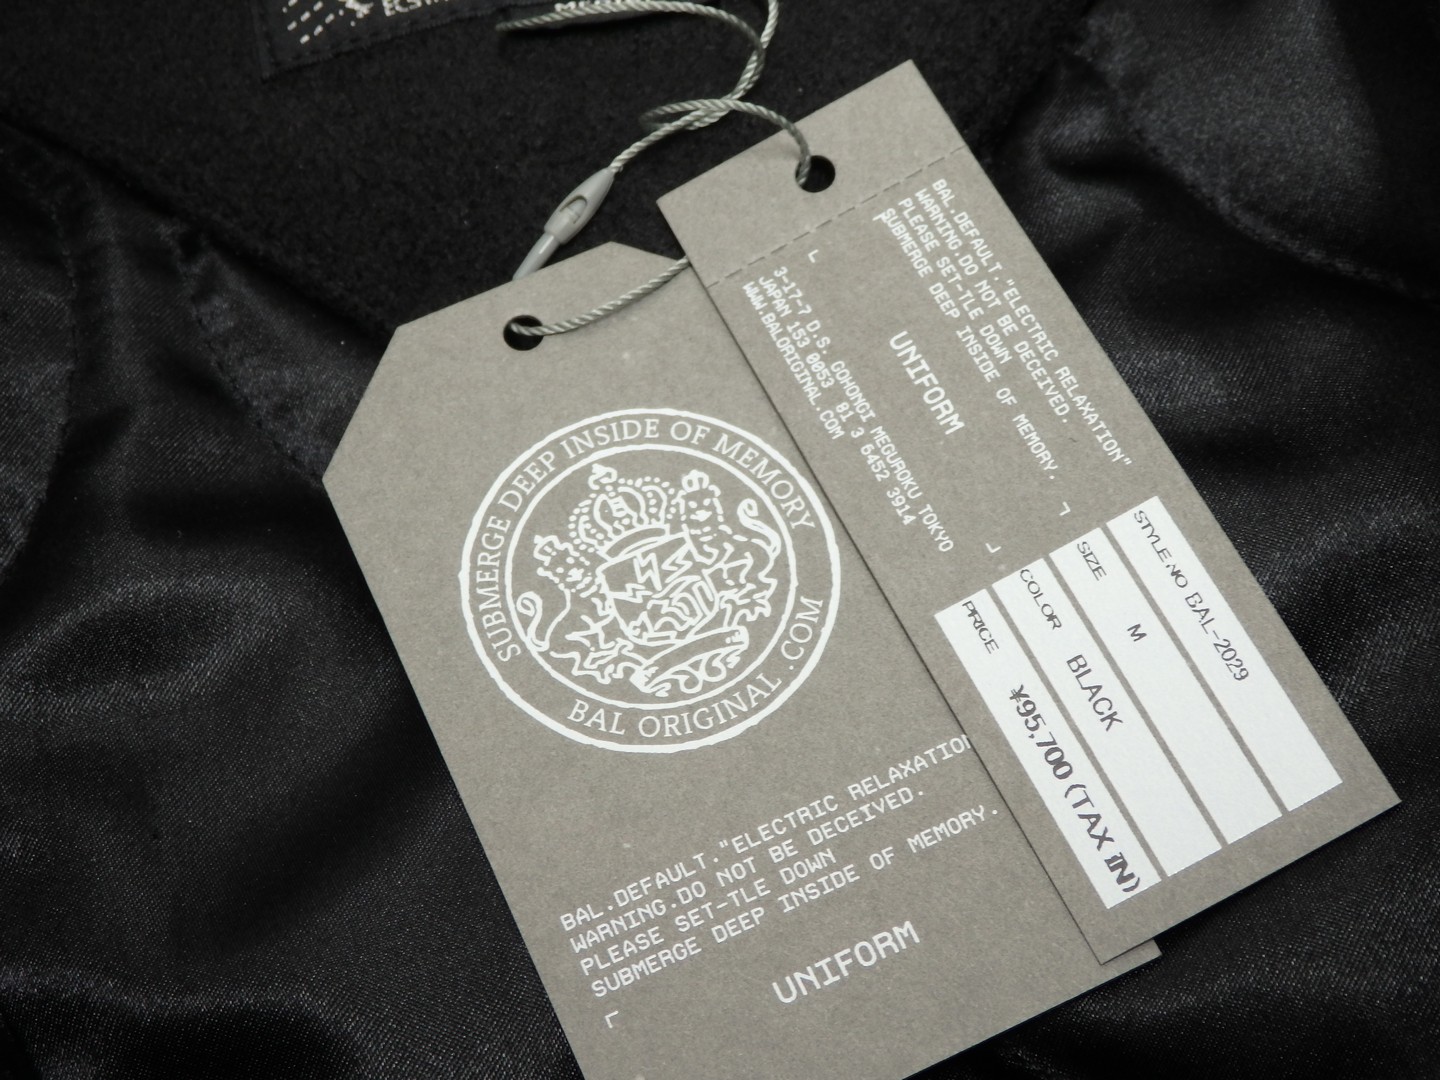 SUBMERGE DEEP INSIDE OF MEMORY
BAL ORIGINAL .COM
BAL.DEFAULT."ELECTRIC RELAXATION
WARNING.DO NOT BE DECEIVED.
PLEASE SET-TLE DOWN
SUBMERGE DEEP INSIDE OF MEMORY.
UNIFORM
BAL.DEFAULT."ELECTRIC RELAXATION"
WARNING.DO NOT BE DECEIVED.
PLEASE SET-TLE DOWN
SUBMERGE DEEP INSIDE OF MEMORY.
UNIFORM
3-17-7 D.S. GOHONGI MEGUROKU TOKYO
JAPAN 153 0053 81 3 6452 3914
WWW.BALORIGINAL.COM
STYLE NO BAL-2029
SIZE M
COLOR BLACK
PRICE ¥95,700 (TAX IN)